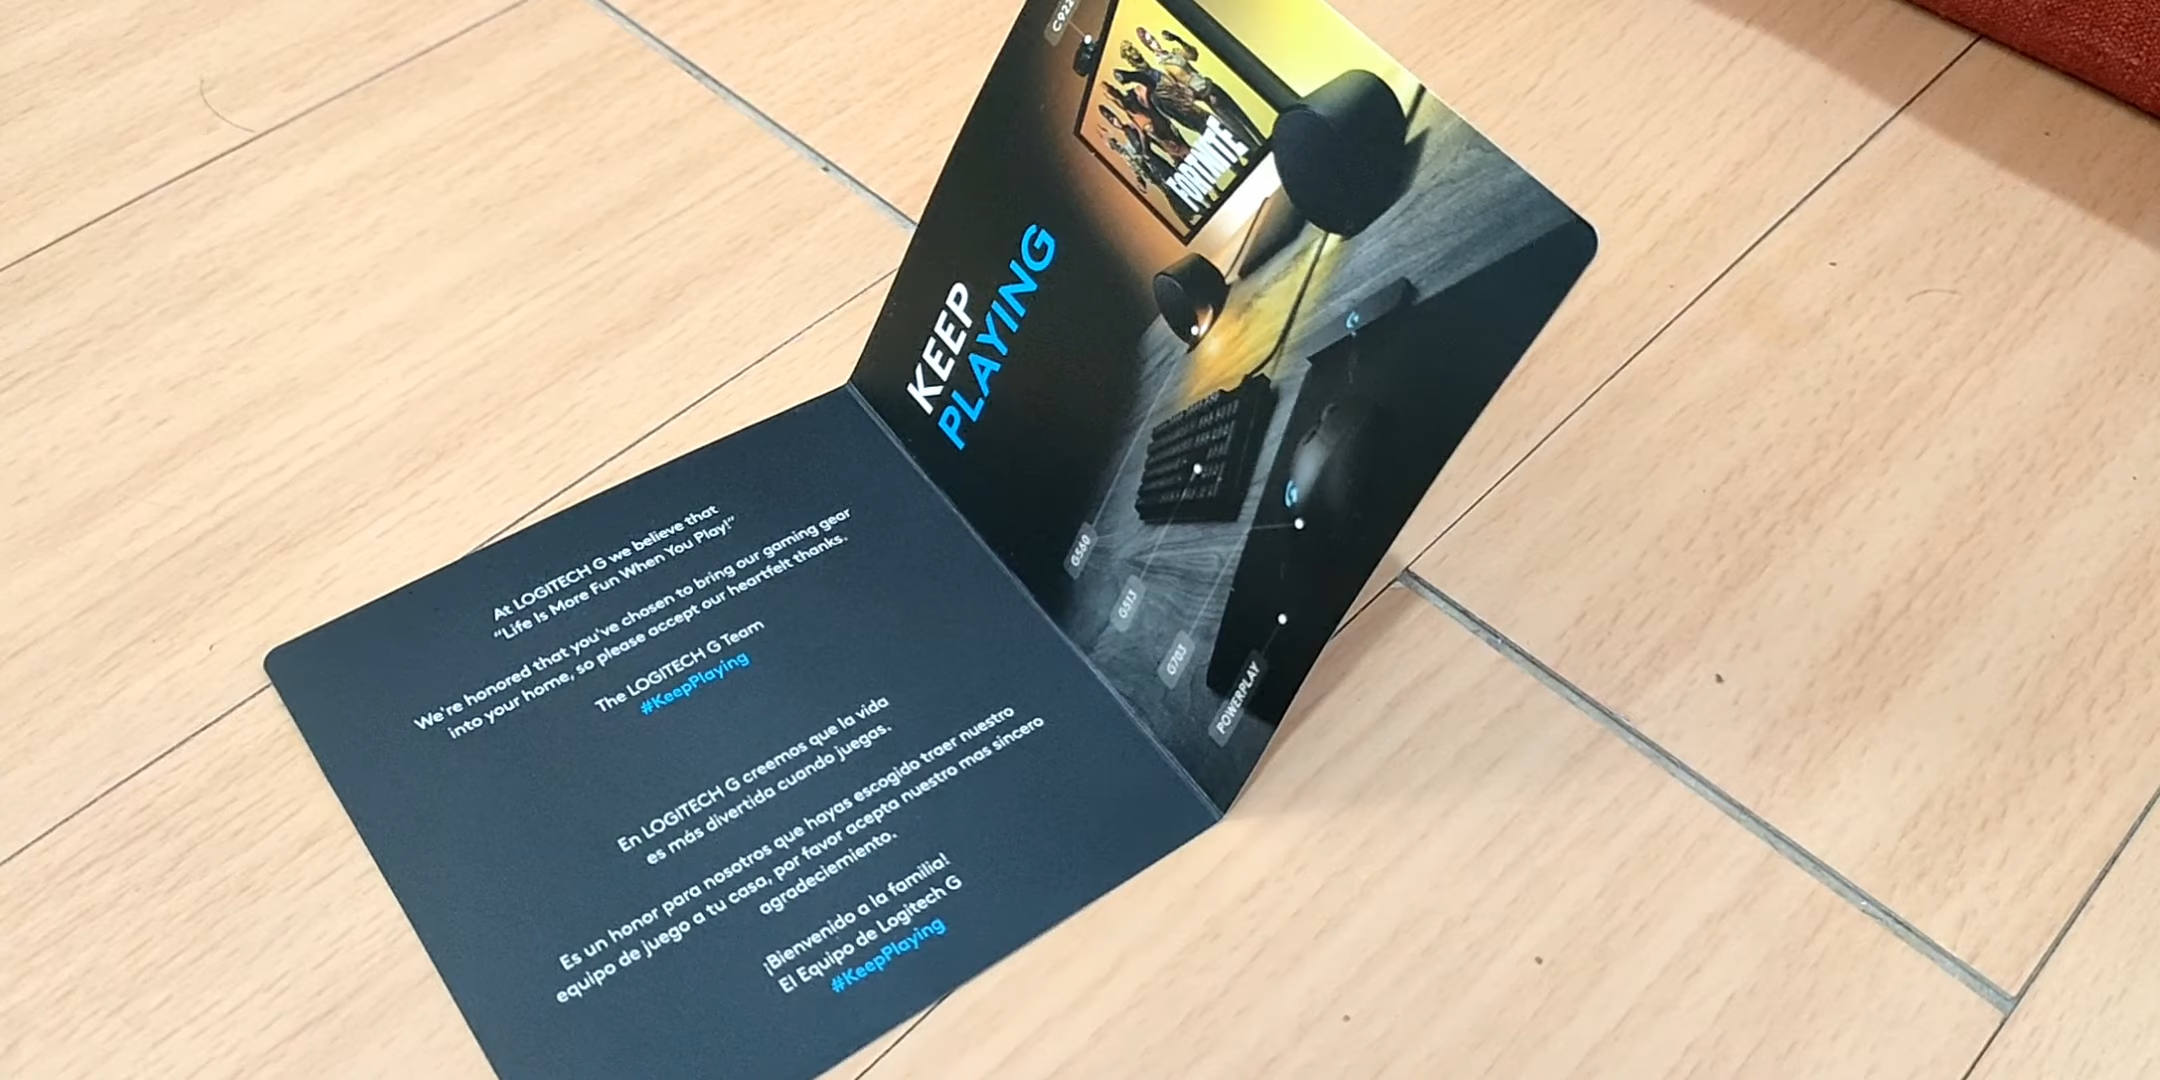 C922
FORTNITE
KEEP
PLAYING
G560
G513
G703
POWERPLAY
At LOGITECH G we believe that
“Life Is More Fun When You Play!”
We're honored that you've chosen to bring our gaming gear
into your home, so please accept our heartfelt thanks.
The LOGITECH G Team
#KeepPlaying
En LOGITECH G creemos que la vida
es más divertida cuando juegas.
Es un honor para nosotros que hayas escogido traer nuestro
equipo de juego a tu casa, por favor acepta nuestro mas sincero
agradeciemiento.
¡Bienvenido a la familia!
El Equipo de Logitech G
#KeepPlaying